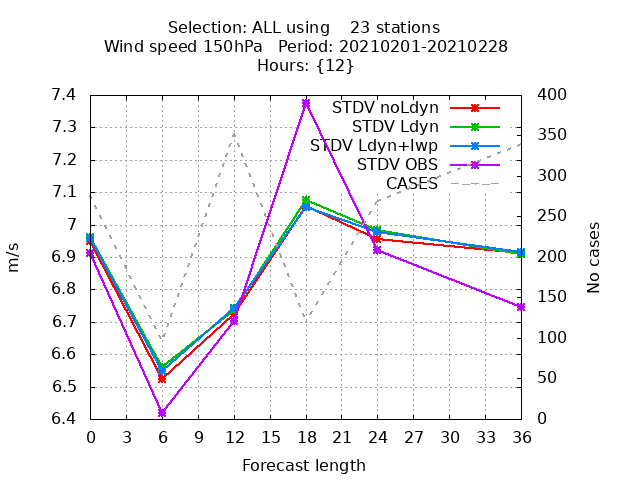 Selection: ALL using    23 stations
Wind speed 150hPa   Period: 20210201-20210228
Hours: {12}
STDV noLdyn
STDV Ldyn
STDV Ldyn+lwp
STDV OBS
CASES
7.4
7.3
7.2
7.1
7
6.9
6.8
6.7
6.6
6.5
6.4
m/s
400
350
300
250
200
150
100
50
0
No cases
0 3 6 9 12 15 18 21 24 27 30 33 36
Forecast length